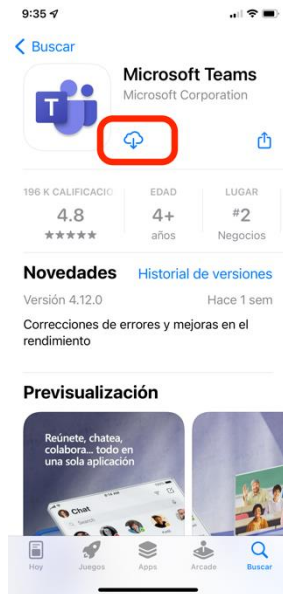 9:35
Buscar
Microsoft Teams
Microsoft Corporation
T
196 K CALIFICACIO
EDAD
LUGAR
4.8
4+
#2
años
Negocios
Novedades
Historial de versiones
Versión 4.12.0
Hace 1 sem
Correcciones de errores y mejoras en el
rendimiento
Previsualización
Reúnete, chatea,
colabora... todo en
una sola aplicación
Chat
Search
Hoy
Juegos
Apps
Arcade
Buscar